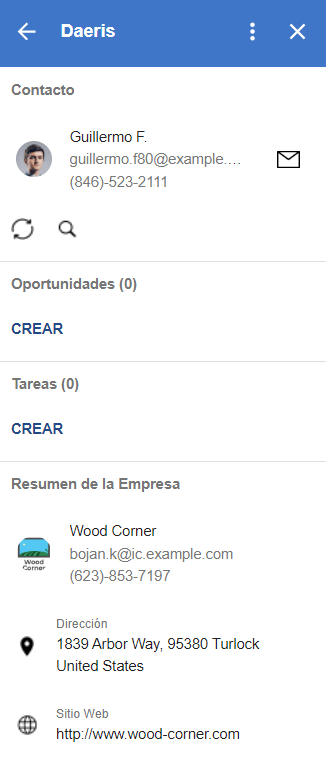 Daeris
Contacto
Guillermo F.
guillermo.f80@example.…
(846)-523-2111
Oportunidades (0)
CREAR
Tareas (0)
CREAR
Resumen de la Empresa
Wood Corner
Wood
Corner
bojan.k@ic.example.com
(623)-853-7197
Dirección
1839 Arbor Way, 95380 Turlock
United States
Sitio Web
http://www.wood-corner.com